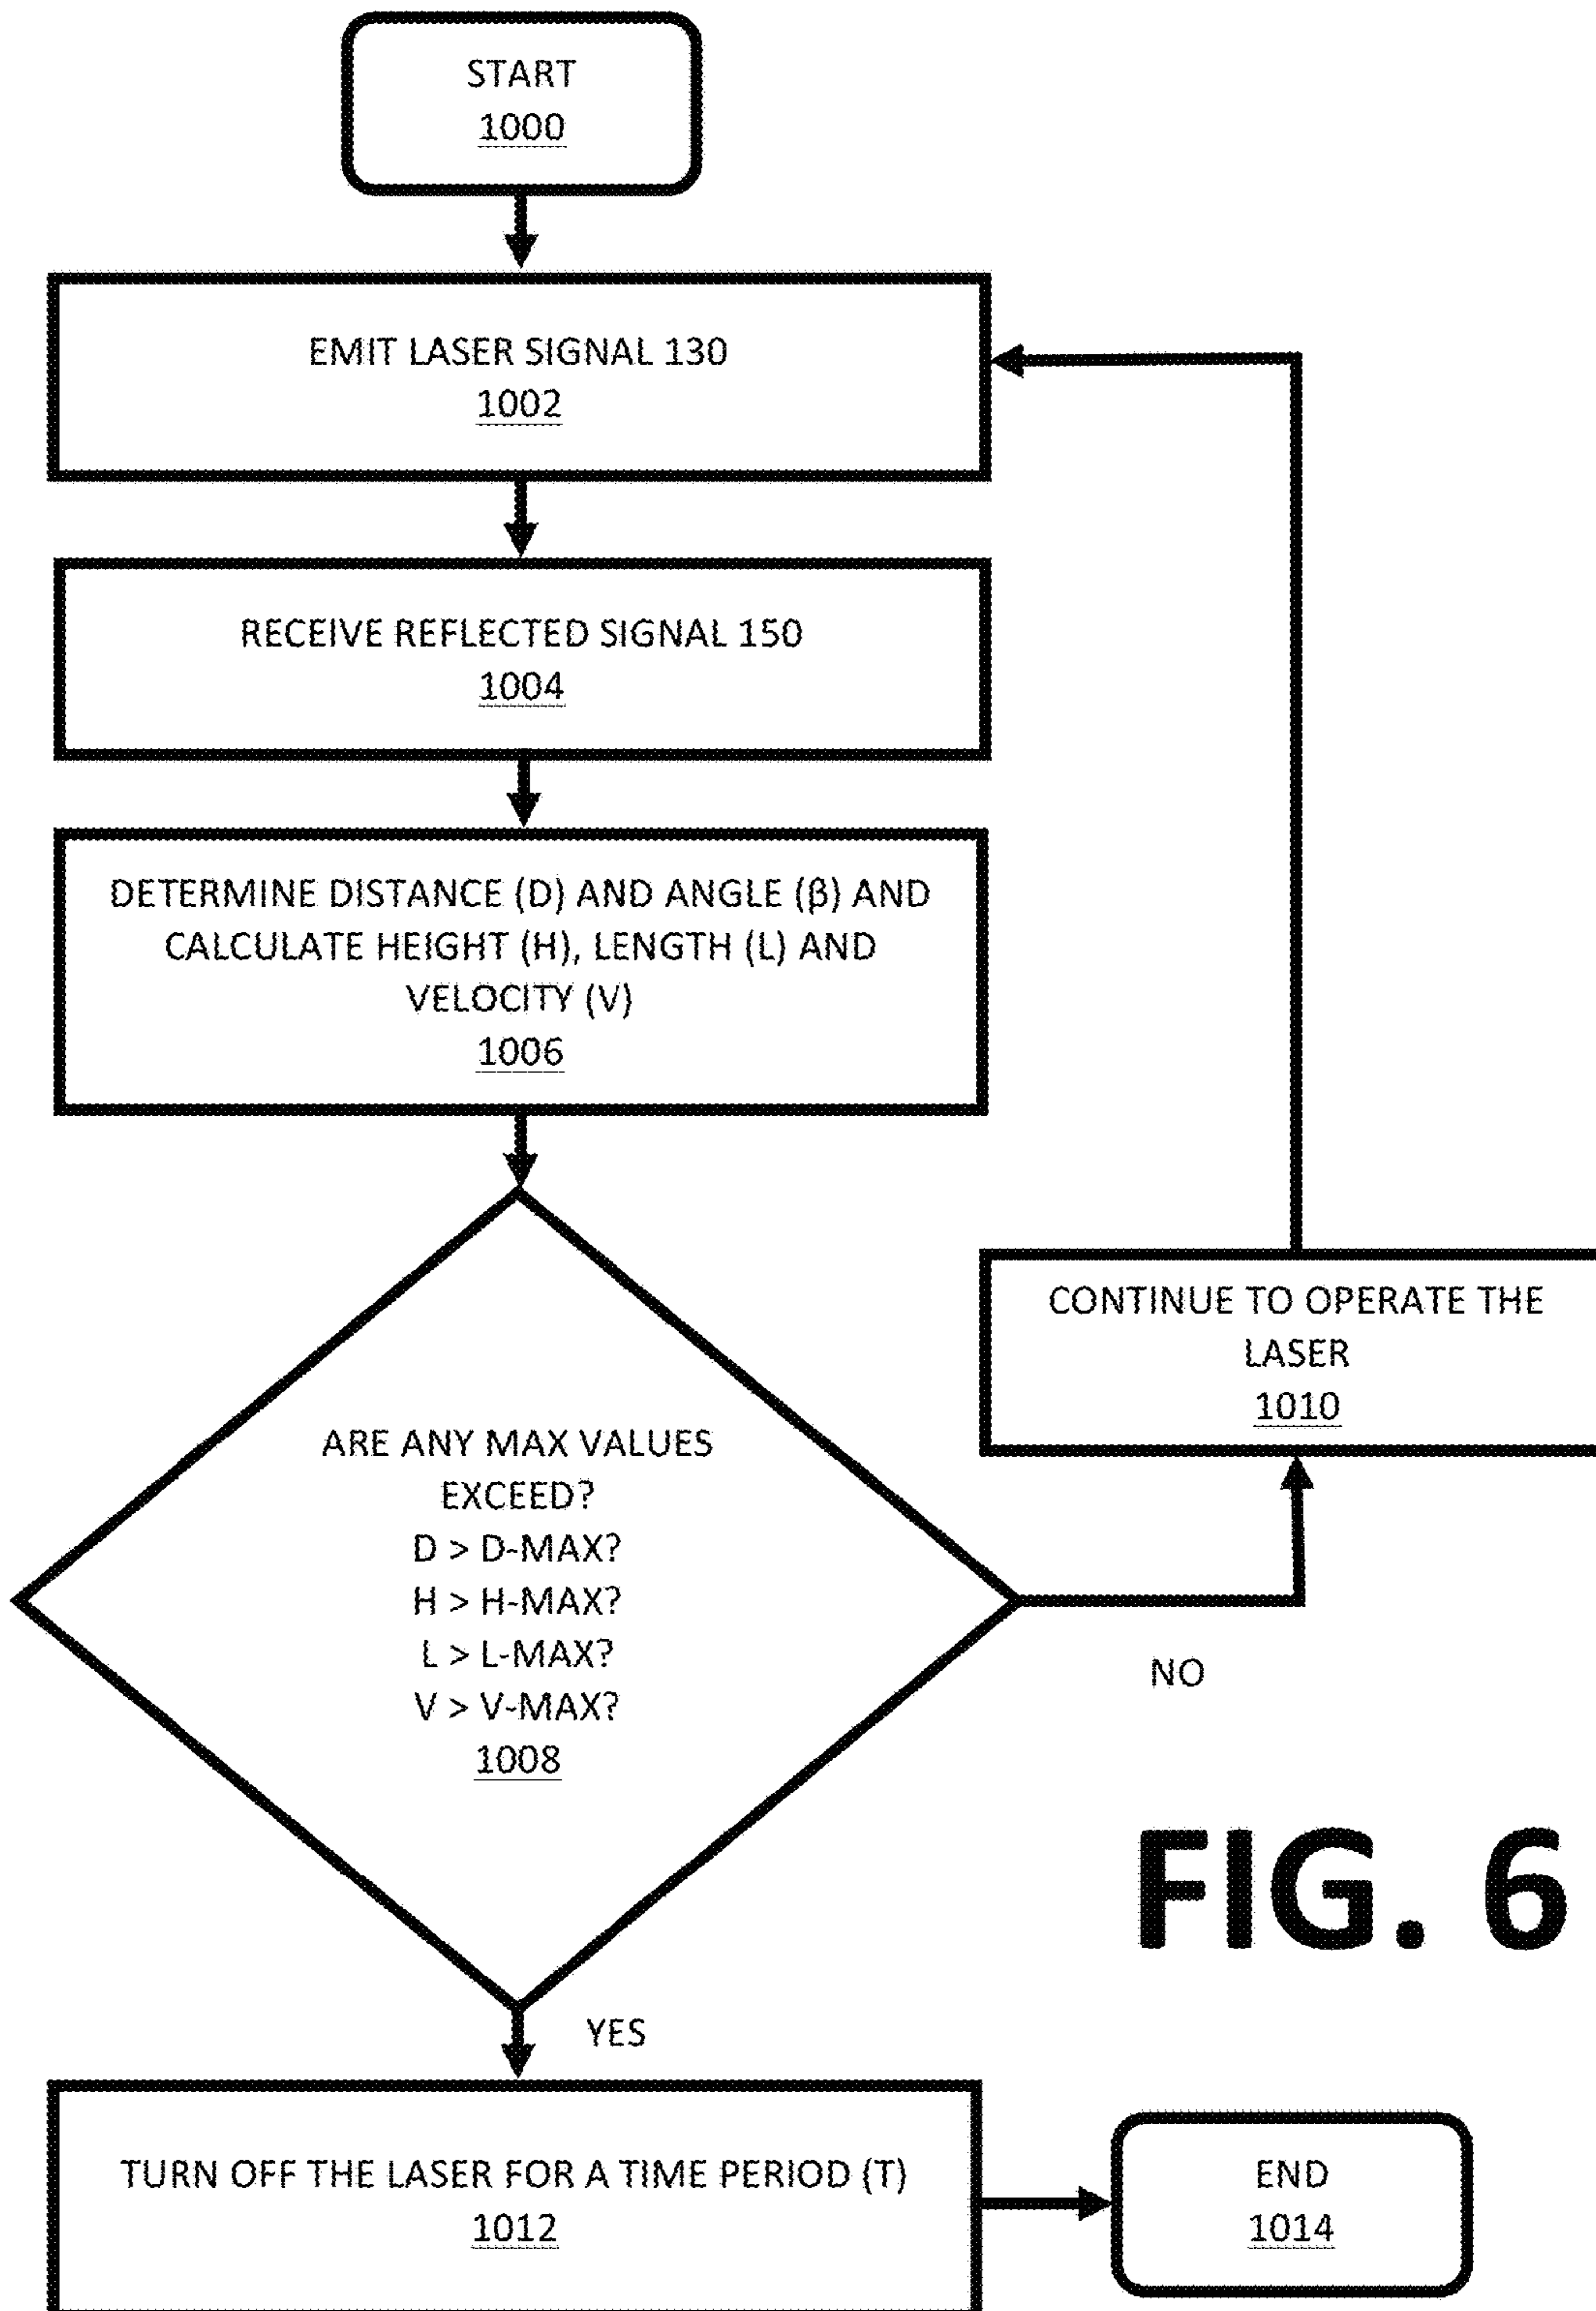 START
1000
EMIT LASER SIGNAL 130
1002
RECEIVE REFLECTED SIGNAL 150
1004
DETERMINE DISTANCE (D) AND ANGLE (β) AND
CALCULATE HEIGHT (H), LENGTH (L) AND
VELOCITY (V)
1006
ARE ANY MAX VALUES
EXCEED?
D > D-MAX?
H > H-MAX?
L > L-MAX?
V > V-MAX?
1008
CONTINUE TO OPERATE THE
LASER
1010
NO
YES
TURN OFF THE LASER FOR A TIME PERIOD (T)
1012
END
1014
FIG. 6